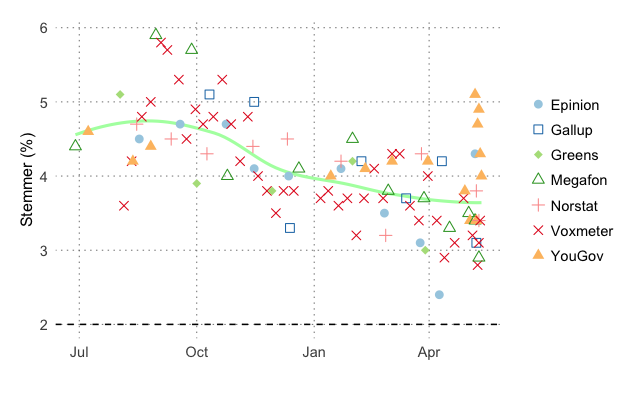 6
5
4
3
2
Stemmer (%)
Jul
Oct
Jan
Apr
Epinion
Gallup
Greens
Megafon
Norstat
Voxmeter
YouGov